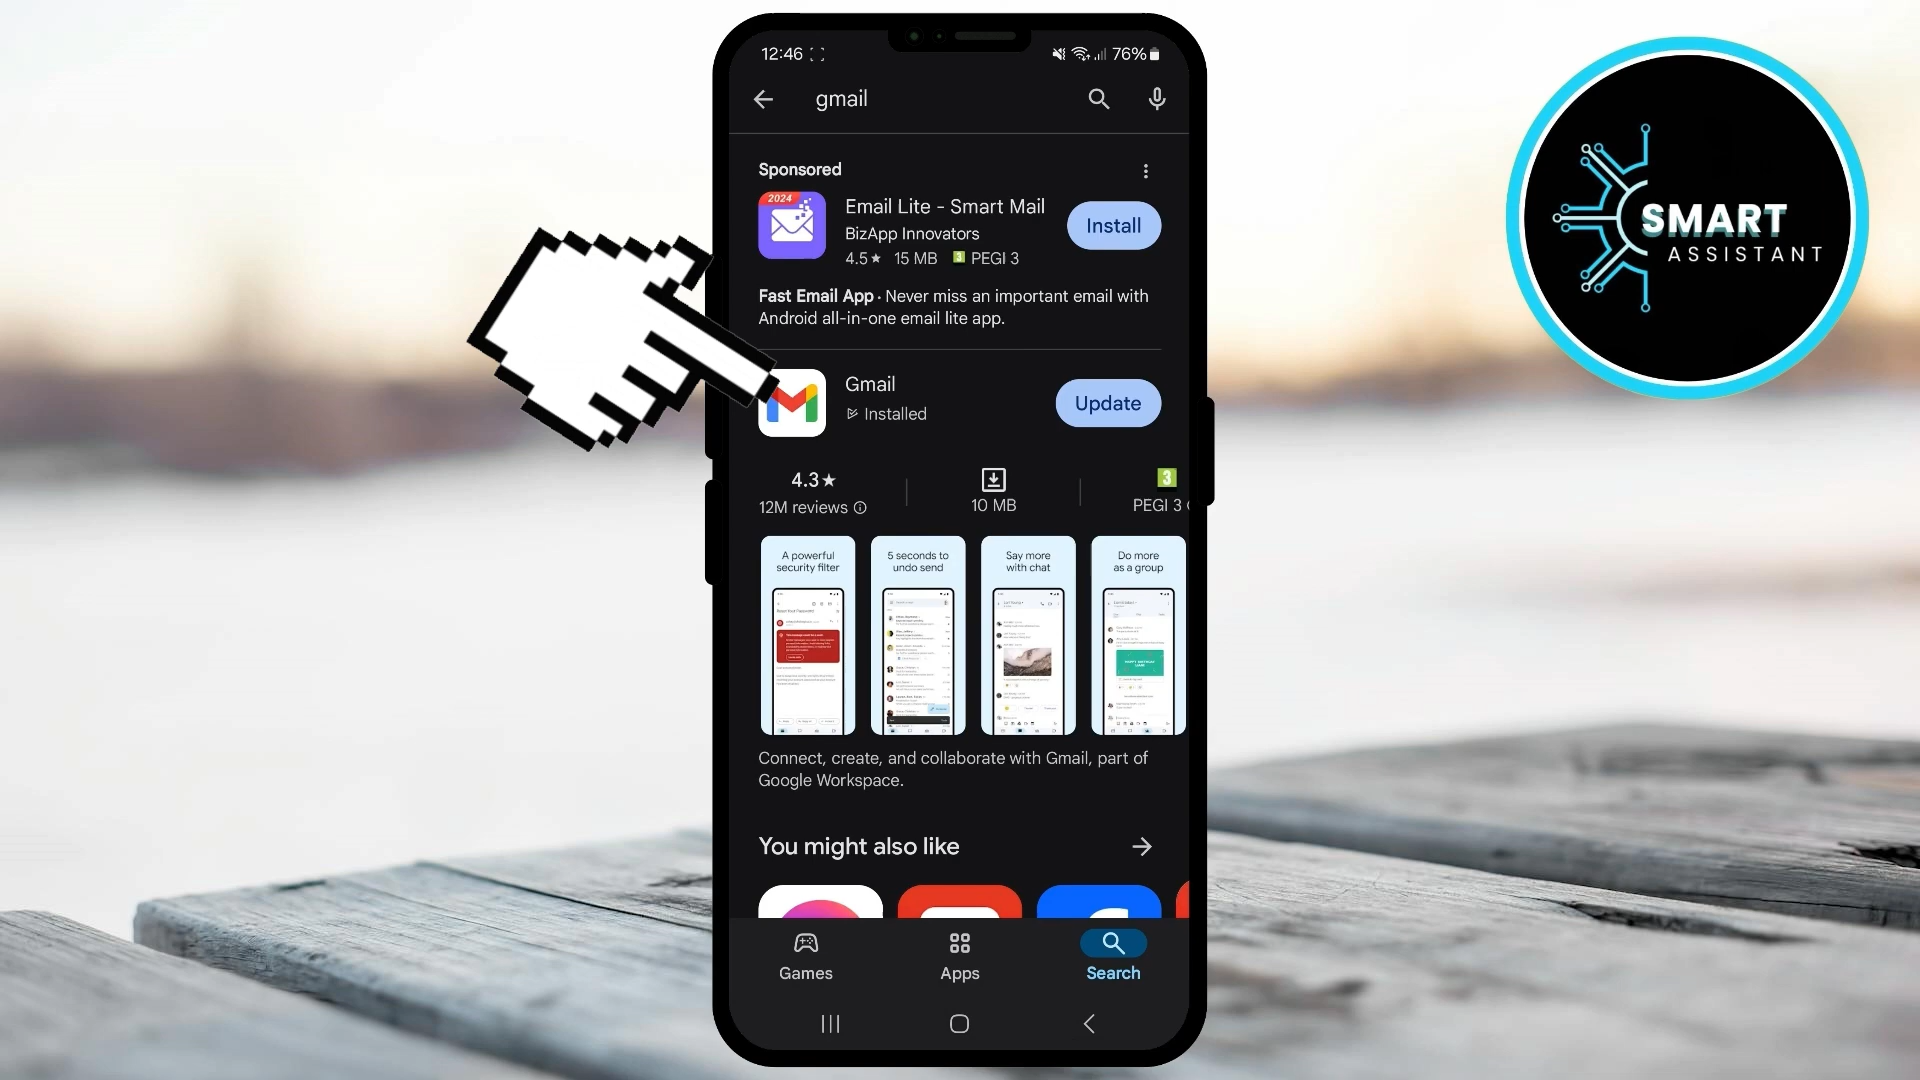 12:46
76%
gmail
Sponsored
2024
Email Lite - Smart Mail
BizApp Innovators
4.5★ 15 MB 3 PEGI 3
Install
Fast Email App · Never miss an important email with
Android all-in-one email lite app.
Gmail
Installed
Update
4.3★
12M reviews
10 MB
3
PEGI 3
A powerful
security filter
5 seconds to
undo send
Say more
with chat
Do more
as a group
Connect, create, and collaborate with Gmail, part of
Google Workspace.
You might also like
Games
Apps
Search
SMART
ASSISTANT